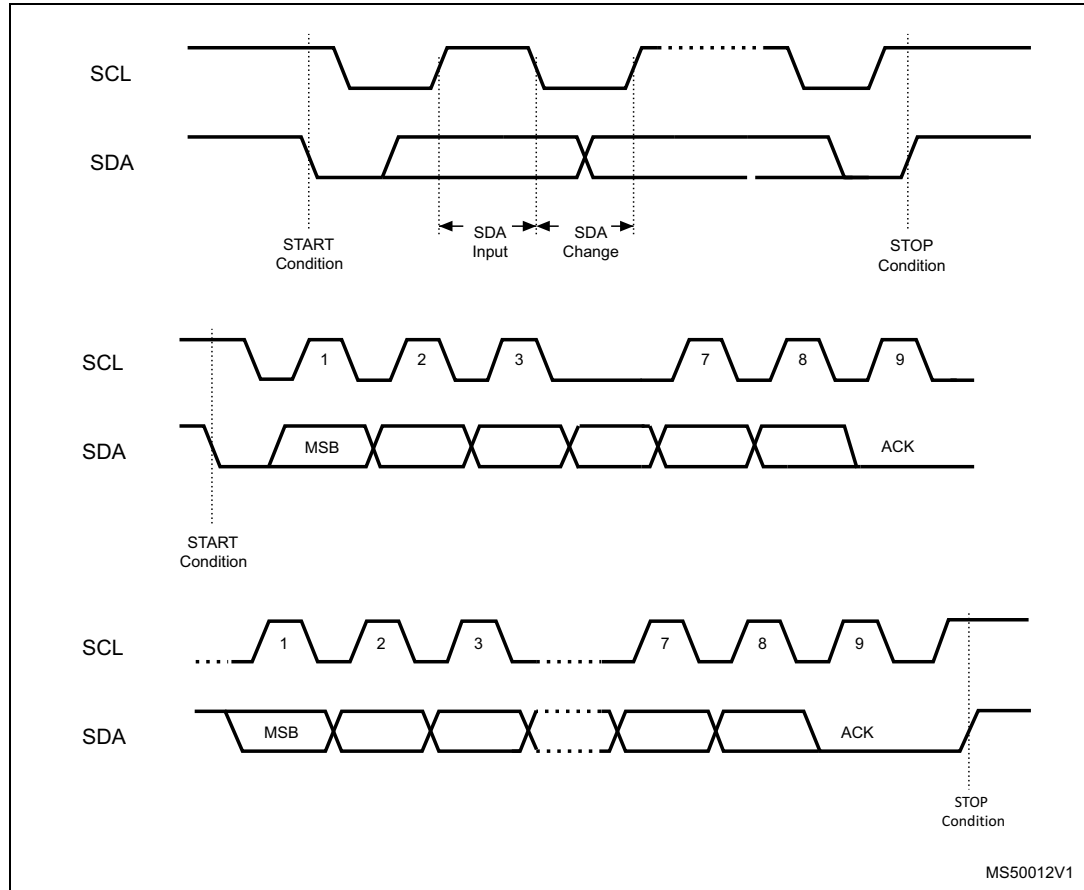 SCL
SDA
START
Condition
SDA
Input
SDA
Change
STOP
Condition
SCL
1
2
3
7
8
9
SDA
MSB
ACK
START
Condition
SCL
1
2
3
7
8
9
SDA
MSB
ACK
STOP
Condition
MS50012V1